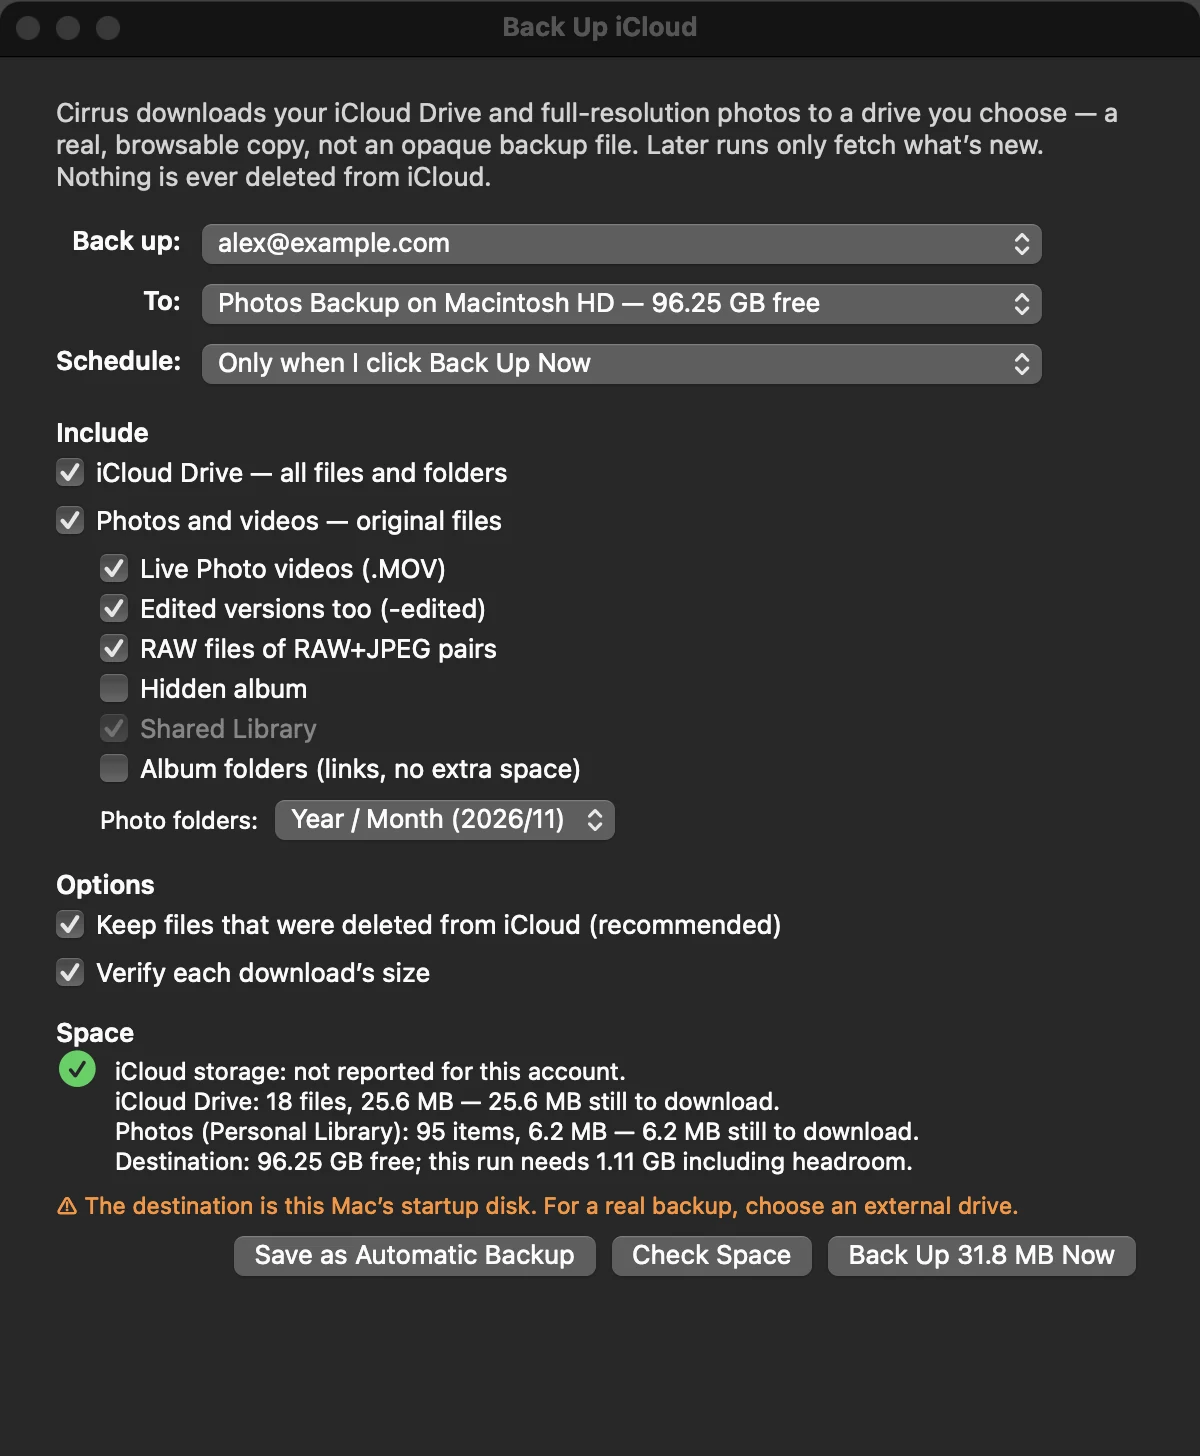 Back Up iCloud
Cirrus downloads your iCloud Drive and full-resolution photos to a drive you choose — a
real, browsable copy, not an opaque backup file. Later runs only fetch what’s new.
Nothing is ever deleted from iCloud.
Back up: alex@example.com
To: Photos Backup on Macintosh HD — 96.25 GB free
Schedule: Only when I click Back Up Now
Include
iCloud Drive — all files and folders
Photos and videos — original files
Live Photo videos (.MOV)
Edited versions too (-edited)
RAW files of RAW+JPEG pairs
Hidden album
Shared Library
Album folders (links, no extra space)
Photo folders: Year / Month (2026/11)
Options
Keep files that were deleted from iCloud (recommended)
Verify each download’s size
Space
iCloud storage: not reported for this account.
iCloud Drive: 18 files, 25.6 MB — 25.6 MB still to download.
Photos (Personal Library): 95 items, 6.2 MB — 6.2 MB still to download.
Destination: 96.25 GB free; this run needs 1.11 GB including headroom.
⚠ The destination is this Mac’s startup disk. For a real backup, choose an external drive.
Save as Automatic Backup Check Space Back Up 31.8 MB Now